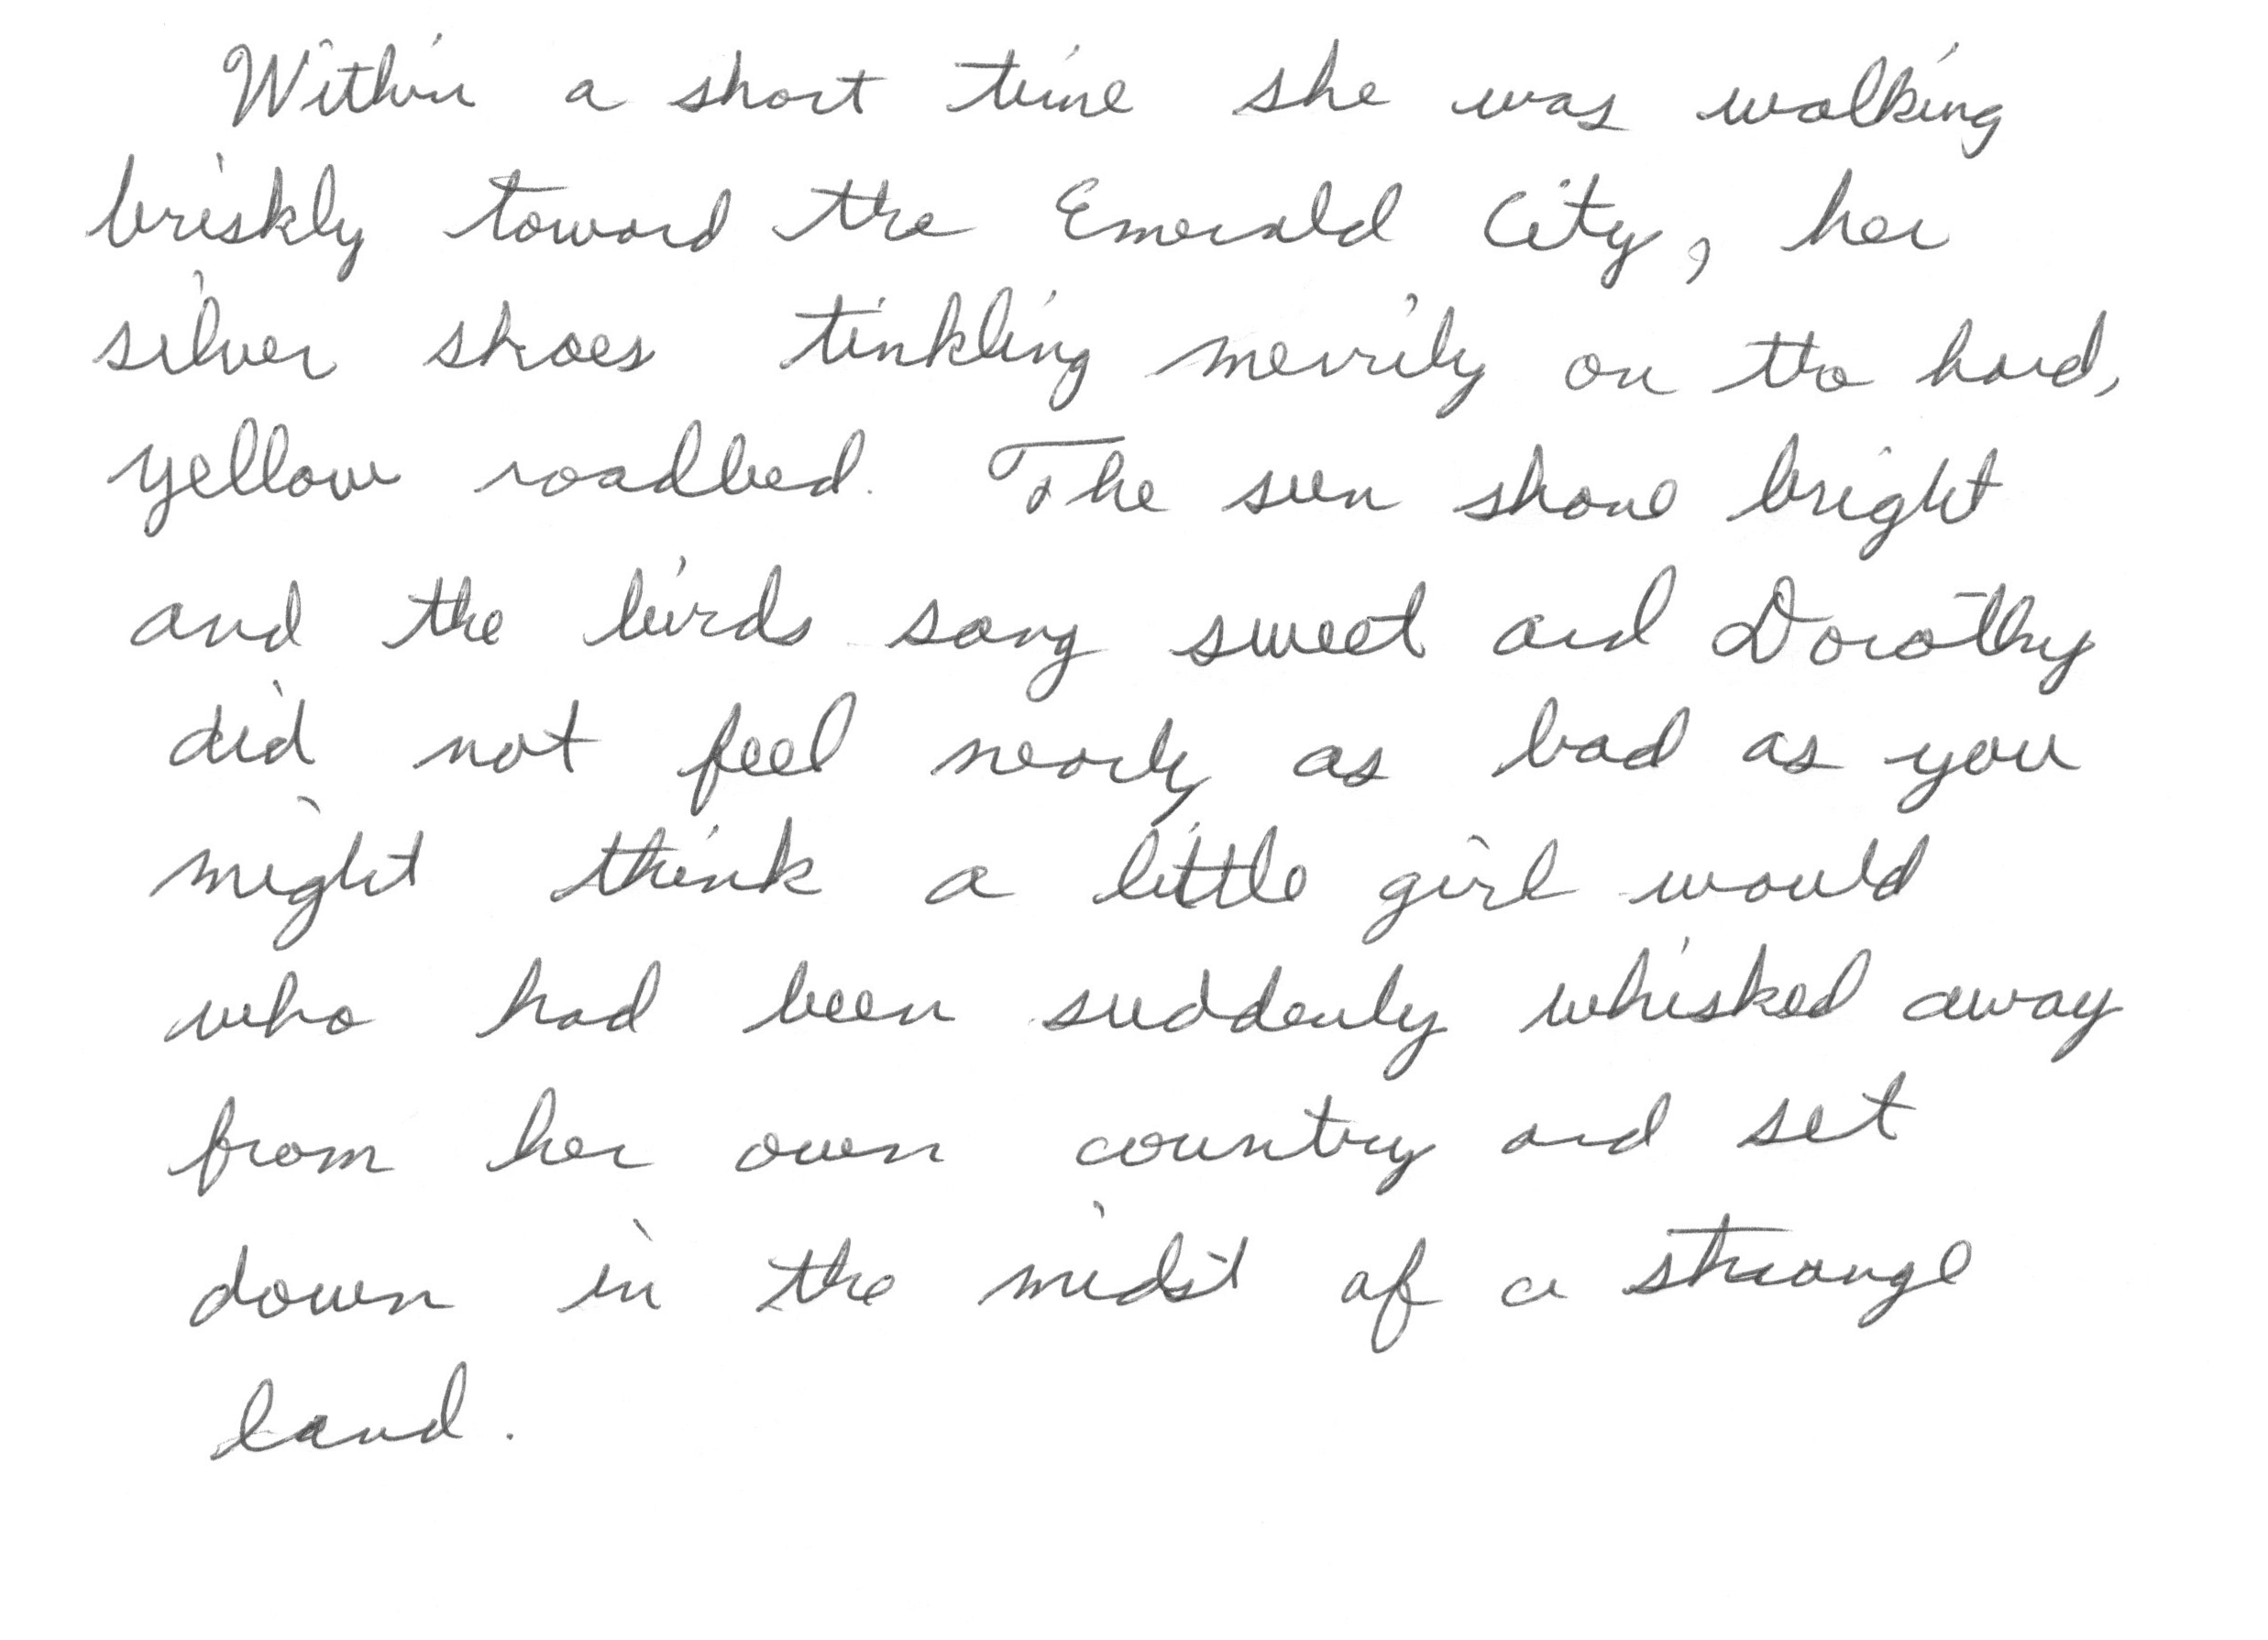 Within a short time she was walking
briskly toward the Emerald City, her
silver shoes tinkling merrily on the hard,
yellow roadbed. The sun shone bright
and the birds sang sweet and Dorothy
did not feel nearly as bad as you
might think a little girl would
who had been suddenly whisked away
from her own country and set
down in the midst of a strange
land.